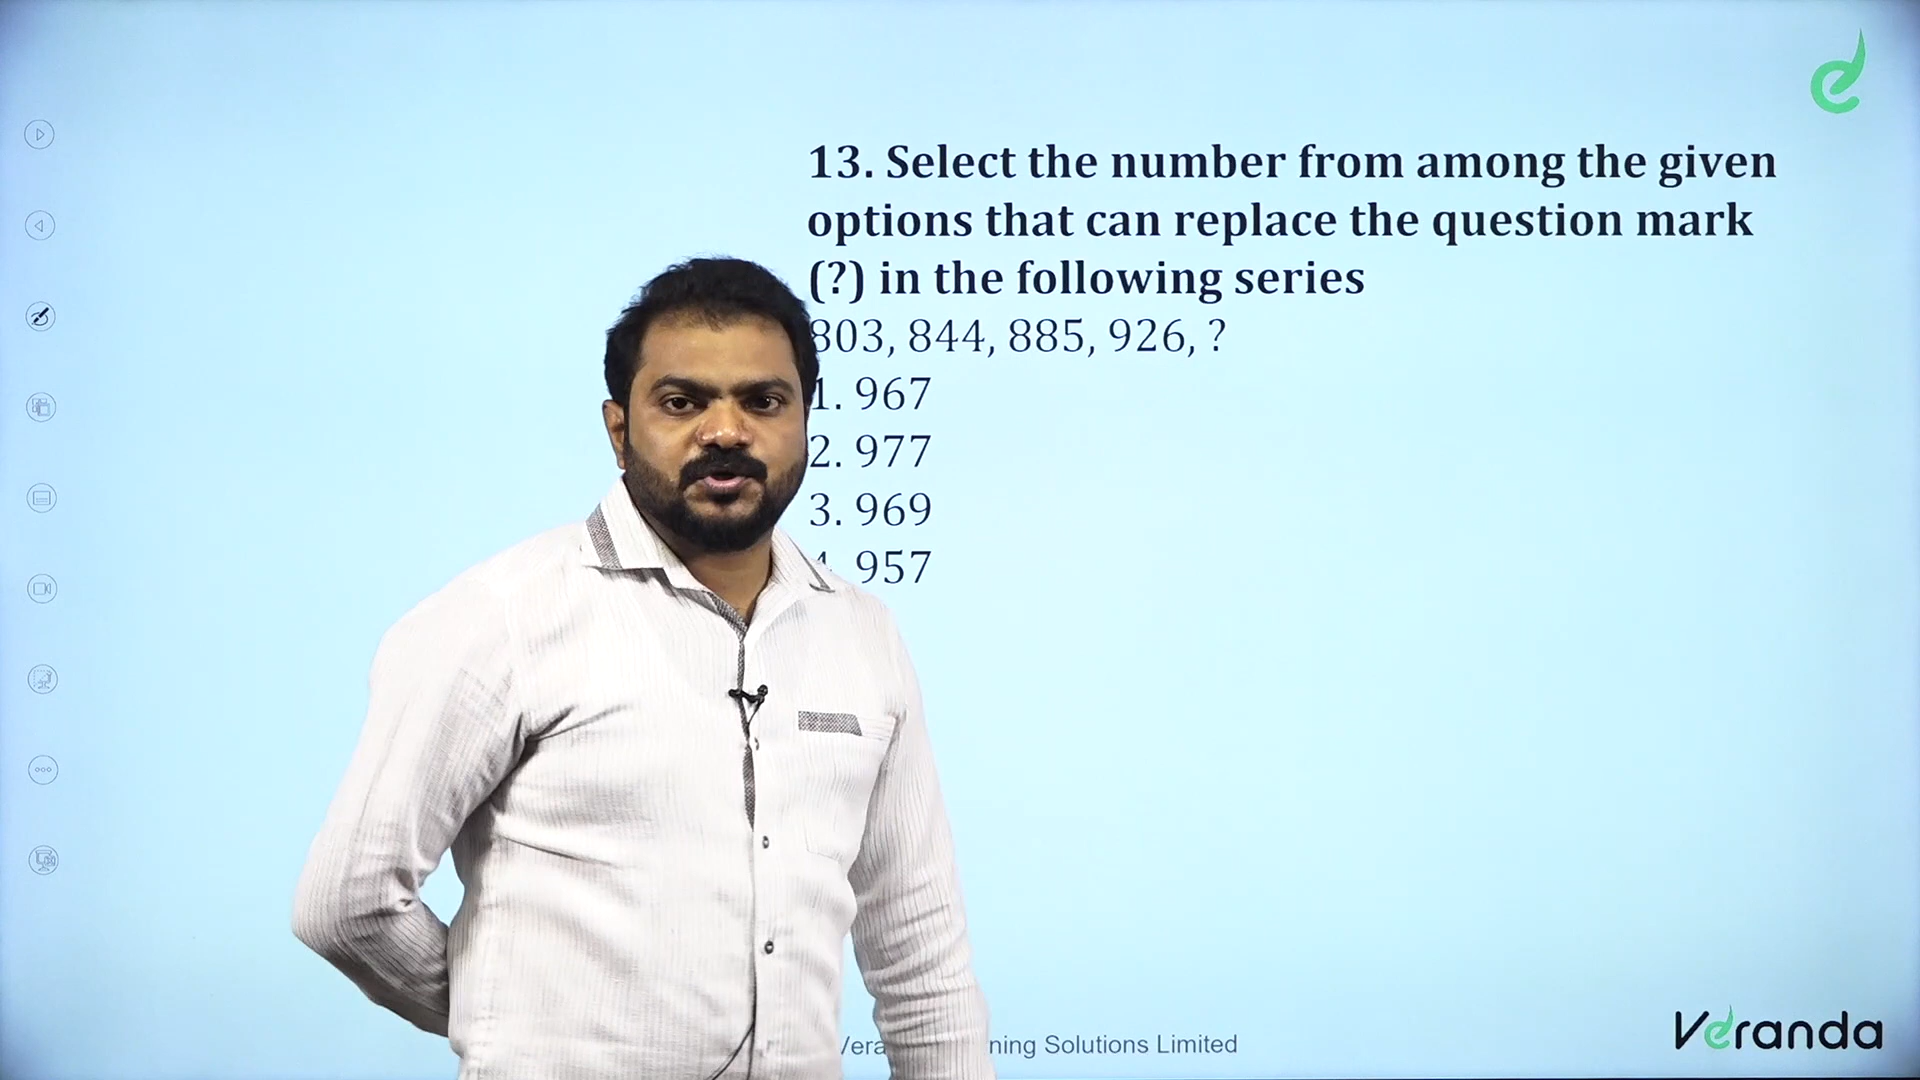 13. Select the number from among the given
options that can replace the question mark
(?) in the following series
803, 844, 885, 926, ?
1. 967
2. 977
3. 969
957
Solutions Limited
Veranda